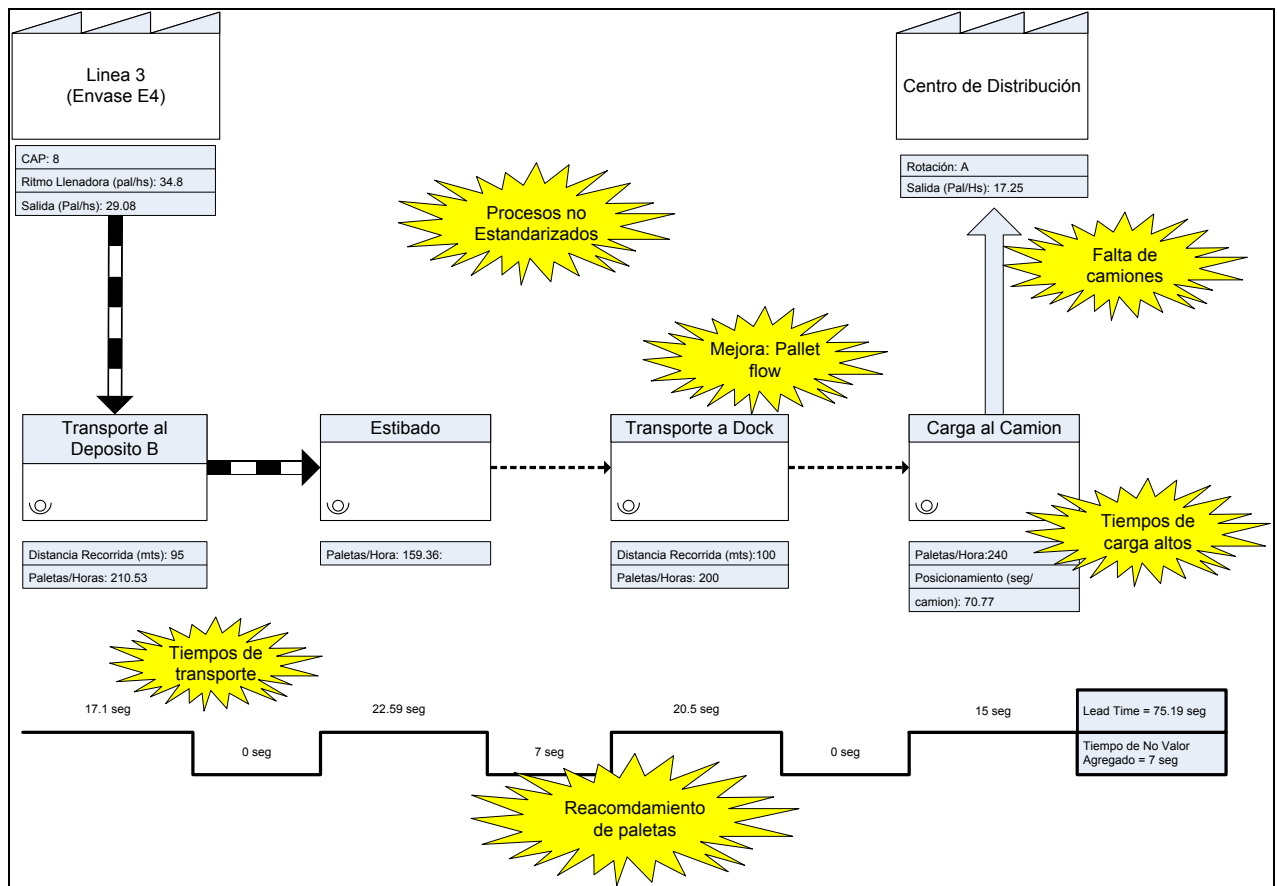 Linea 3
(Envase E4)
CAP: 8
Ritmo Llenadora (pal/hs): 34.8
Salida (Pal/hs): 29.08
Centro de Distribución
Rotación: A
Salida (Pal/Hs): 17.25
Procesos no
Estandarizados
Falta de
camiones
Mejora: Pallet
flow
Transporte al
Deposito B
Distancia Recorrida (mts): 95
Paletas/Horas: 210.53
Estibado
Paletas/Hora: 159.36:
Transporte a Dock
Distancia Recorrida (mts):100
Paletas/Horas: 200
Carga al Camion
Paletas/Hora:240
Posicionamiento (seg/
camion): 70.77
Tiempos de
carga altos
Tiempos de
transporte
17.1 seg
0 seg
22.59 seg
7 seg
20.5 seg
0 seg
15 seg
Lead Time = 75.19 seg
Tiempo de No Valor
Agregado = 7 seg
Reacomdamiento
de paletas